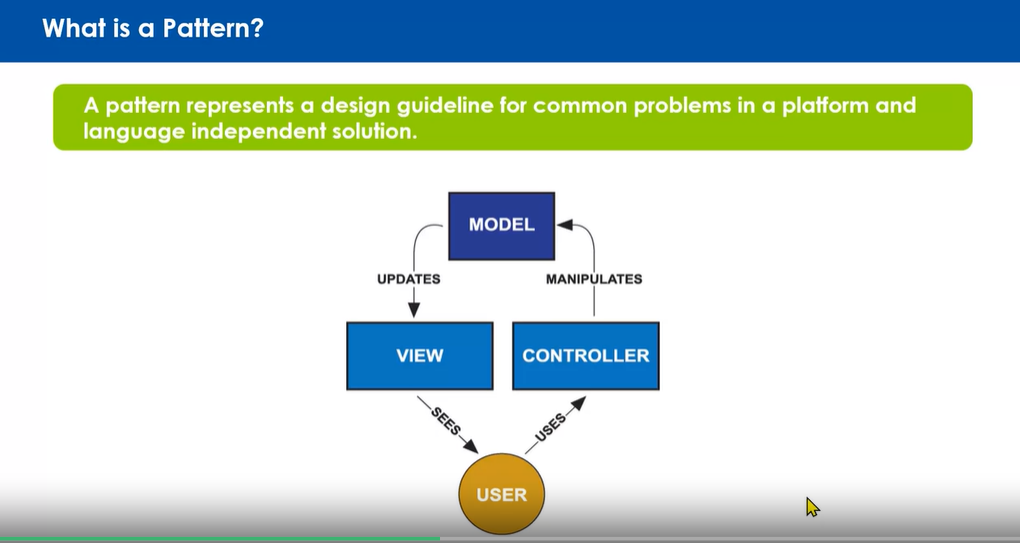 What is a Pattern?
A pattern represents a design guideline for common problems in a platform and
language independent solution.
MODEL
UPDATES
MANIPULATES
VIEW
CONTROLLER
SEES
USES
USER